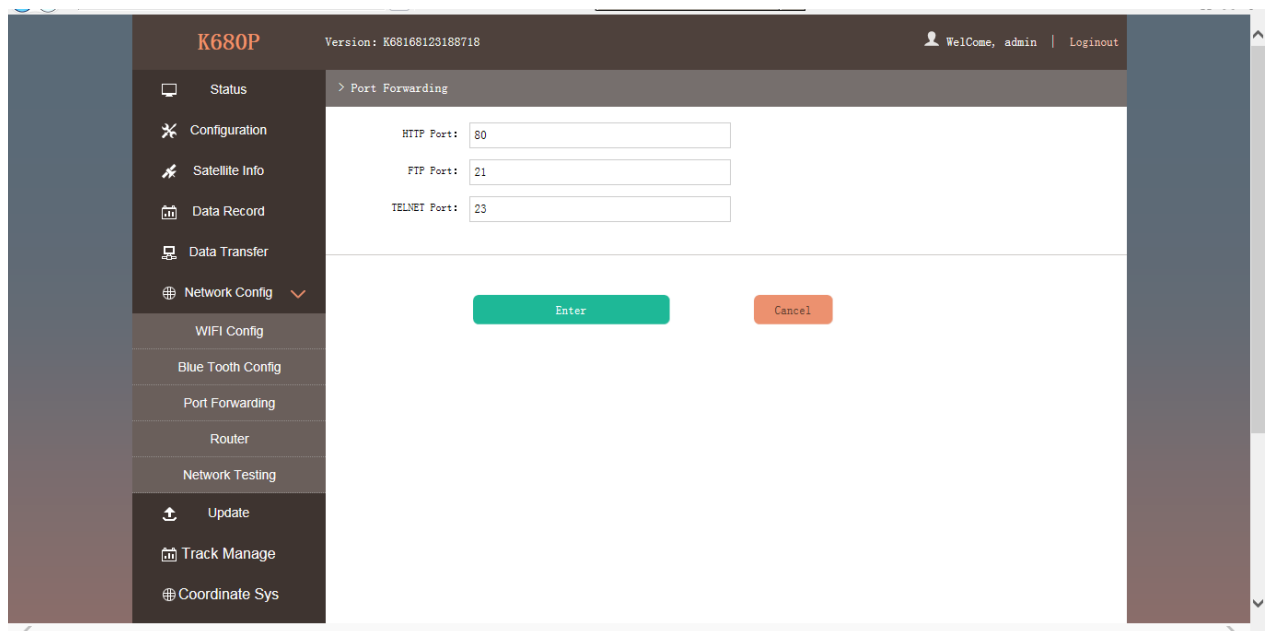 K680P
Version: K68168123188718
WelCome, admin | Loginout
Status
Configuration
Satellite Info
Data Record
Data Transfer
Network Config
WIFI Config
Blue Tooth Config
Port Forwarding
Router
Network Testing
Update
Track Manage
Coordinate Sys
> Port Forwarding
HTTP Port: 80
FTP Port: 21
TELNET Port: 23
Enter
Cancel